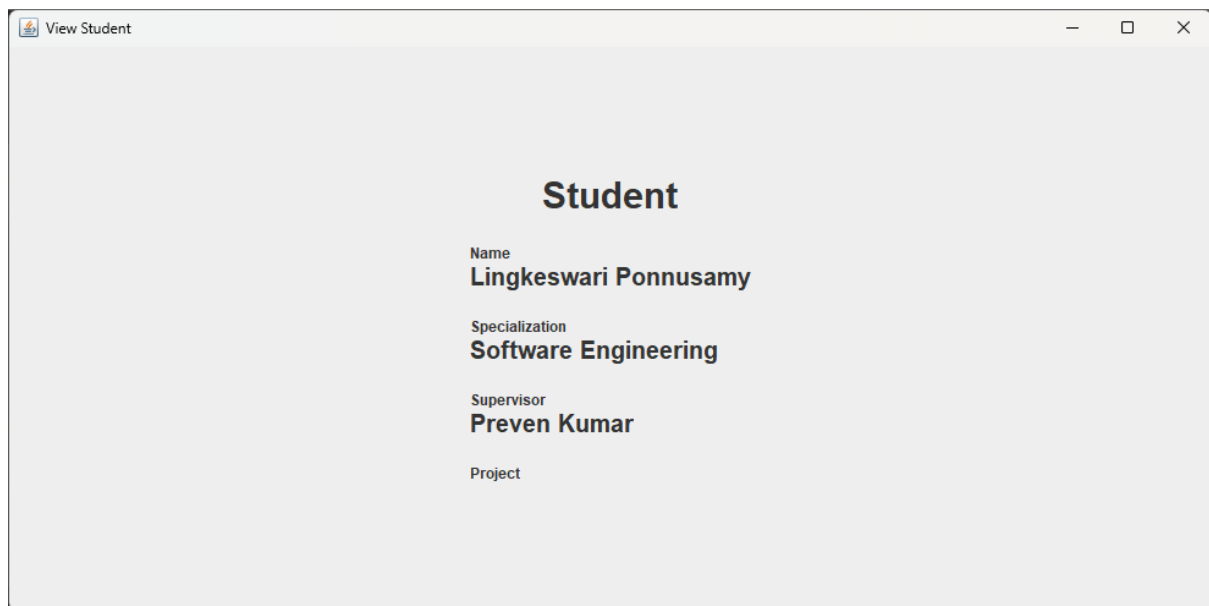 View Student
Student
Name
Lingkeswari Ponnusamy
Specialization
Software Engineering
Supervisor
Preven Kumar
Project